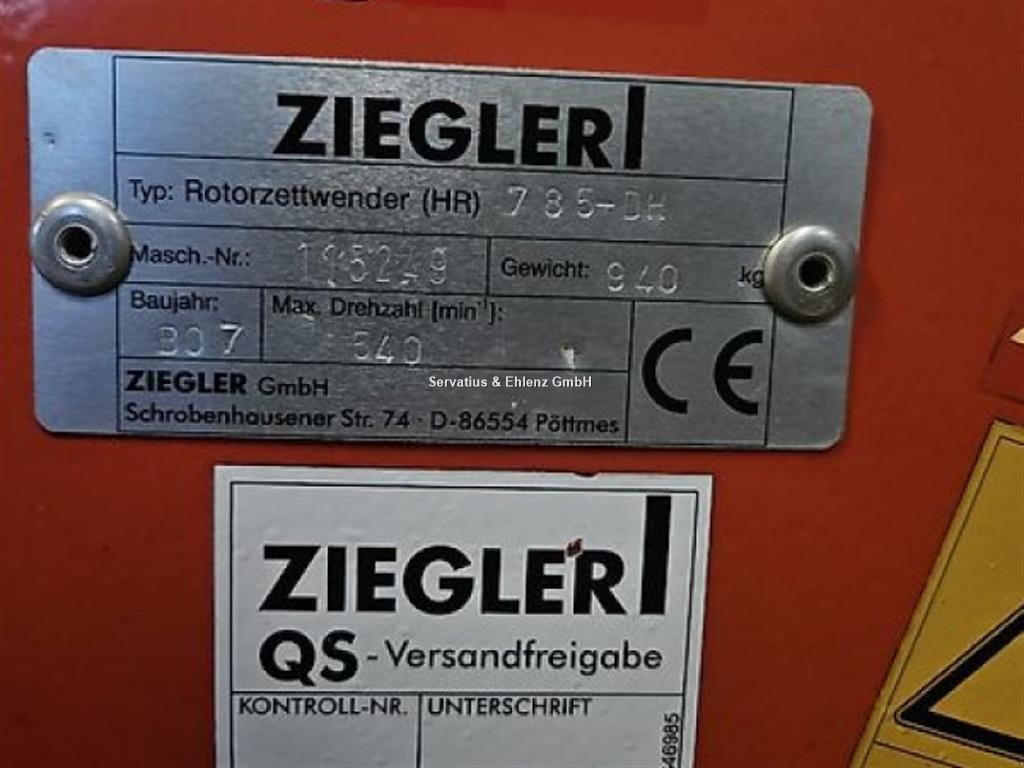 ZIEGLER
Typ: Rotorzettwender (HR) 785-DH
Masch.-Nr.: Gewicht: 940 kg
Baujahr: Max. Drehzahl [min⁻¹]:
B07 540
ZIEGLER GmbH
Schrobenhausener Str. 74 · D-86554 Pöttmes
CE
Servatius & Ehlenz GmbH
ZIEGLER
QS - Versandfreigabe
KONTROLL-NR. UNTERSCHRIFT